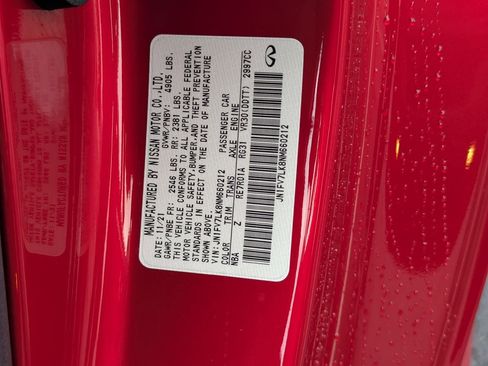 MANUFACTURED BY NISSAN MOTOR CO.,LTD.
DATE: 11/21 GVWR/PNBV: 4905 LBS.
GAWR/PNBE FR: 2546 LBS. RR: 2381 LBS.
THIS VEHICLE CONFORMS TO ALL APPLICABLE FEDERAL
MOTOR VEHICLE SAFETY,BUMPER,AND THEFT PREVENTION
STANDARDS IN EFFECT ON THE DATE OF MANUFACTURE
SHOWN ABOVE.
VIN: JN1FV7LK8NM660212 PASSENGER CAR
COLOR TRIM TRANS AXLE ENGINE
NBA Z RE7R01A RG31 VR30(DDTT) 2997CC
JN1FV7LK8NM660212